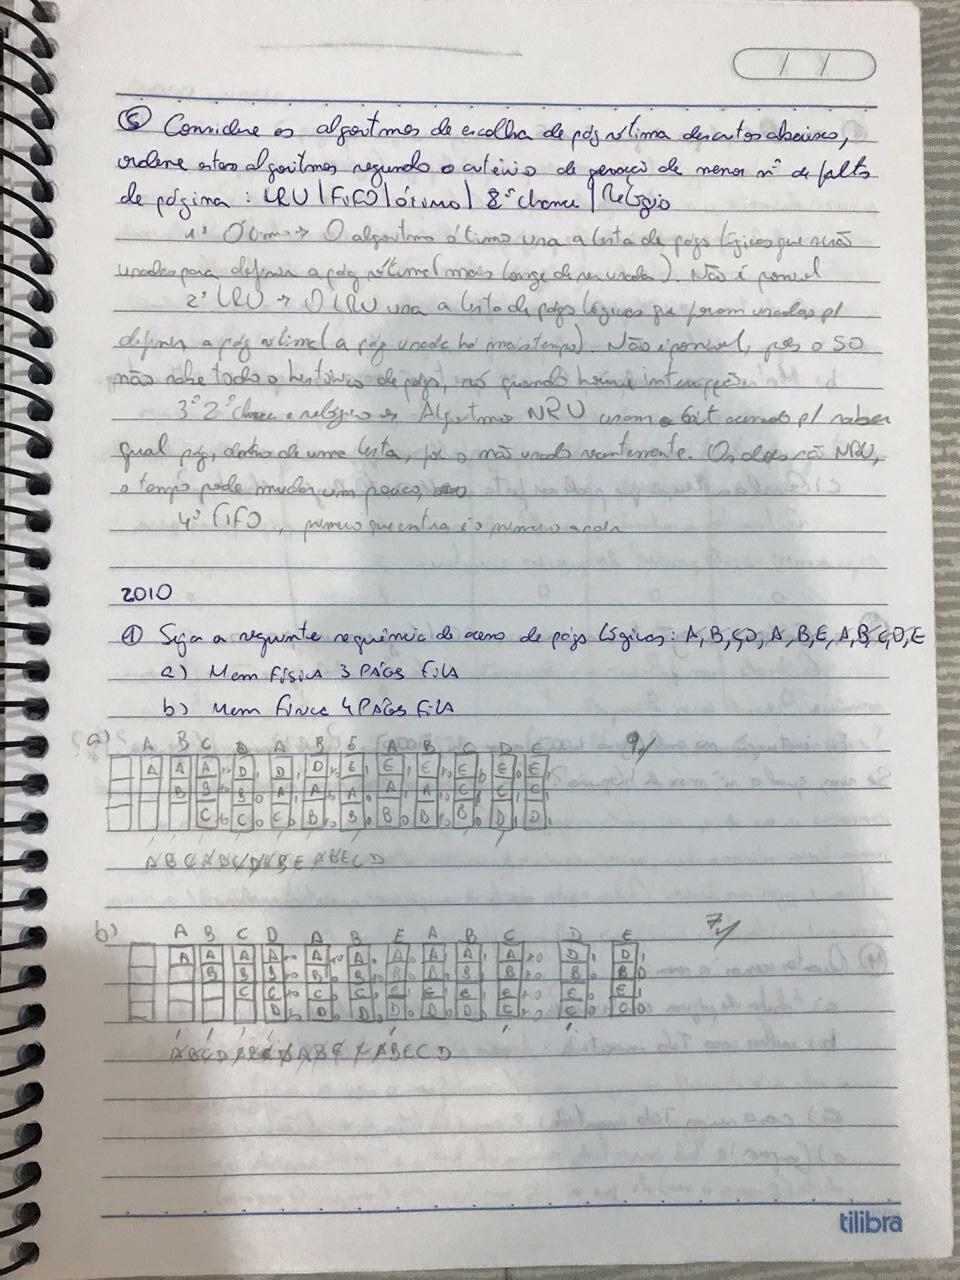 / /
⑤ Considere os algoritmos de escolha de pág vítima descritos abaixo,
ordene estes algoritmos segundo o critério de geração de menor nº de falta
de página: LRU | FIFO | ótimo | 2ª chance | Relógio
1º Ótimo → O algoritmo ótimo usa a lista de págs lógicas que serão
usadas para definir a pág vítima (mais longe de ser usada). Não é possível
2º LRU → O LRU usa a lista de págs lógicas que foram usadas p/
definir a pág vítima (a pág usada há mais tempo). Não é possível, pois o SO
não sabe todo o histórico de págs, só quando houve interrupções
3º 2ª chance e relógio → Algoritmo NRU usam o bit acessado p/ saber
qual pág, dentro de uma lista, foi o não usado recentemente. Os dois são NRU,
o tempo pode mudar um pouco
4º FIFO primeiro que entra é o primeiro a sair
2010
① Seja a seguinte sequência de acesso de págs lógicas: A, B, C, D, A, B, E, A, B, C, D, E
a) Mem física 3 PÁGS FILA
b) Mem física 4 PÁGS FILA
a) A B C D A B E A B C D E 9
A A A D D D E E E E E E
B B B A A A A A C C C
C C C B B B D B D D
A B C A B C D A B E A B E C D
b) A B C D A B E A B C D E 7
A A A A A A A A A A D D
B B B B B B B B B B B
C C C C E E E E E E
D D D D D D C C C
A B C D A B C D A B C A B E C D
tilibra